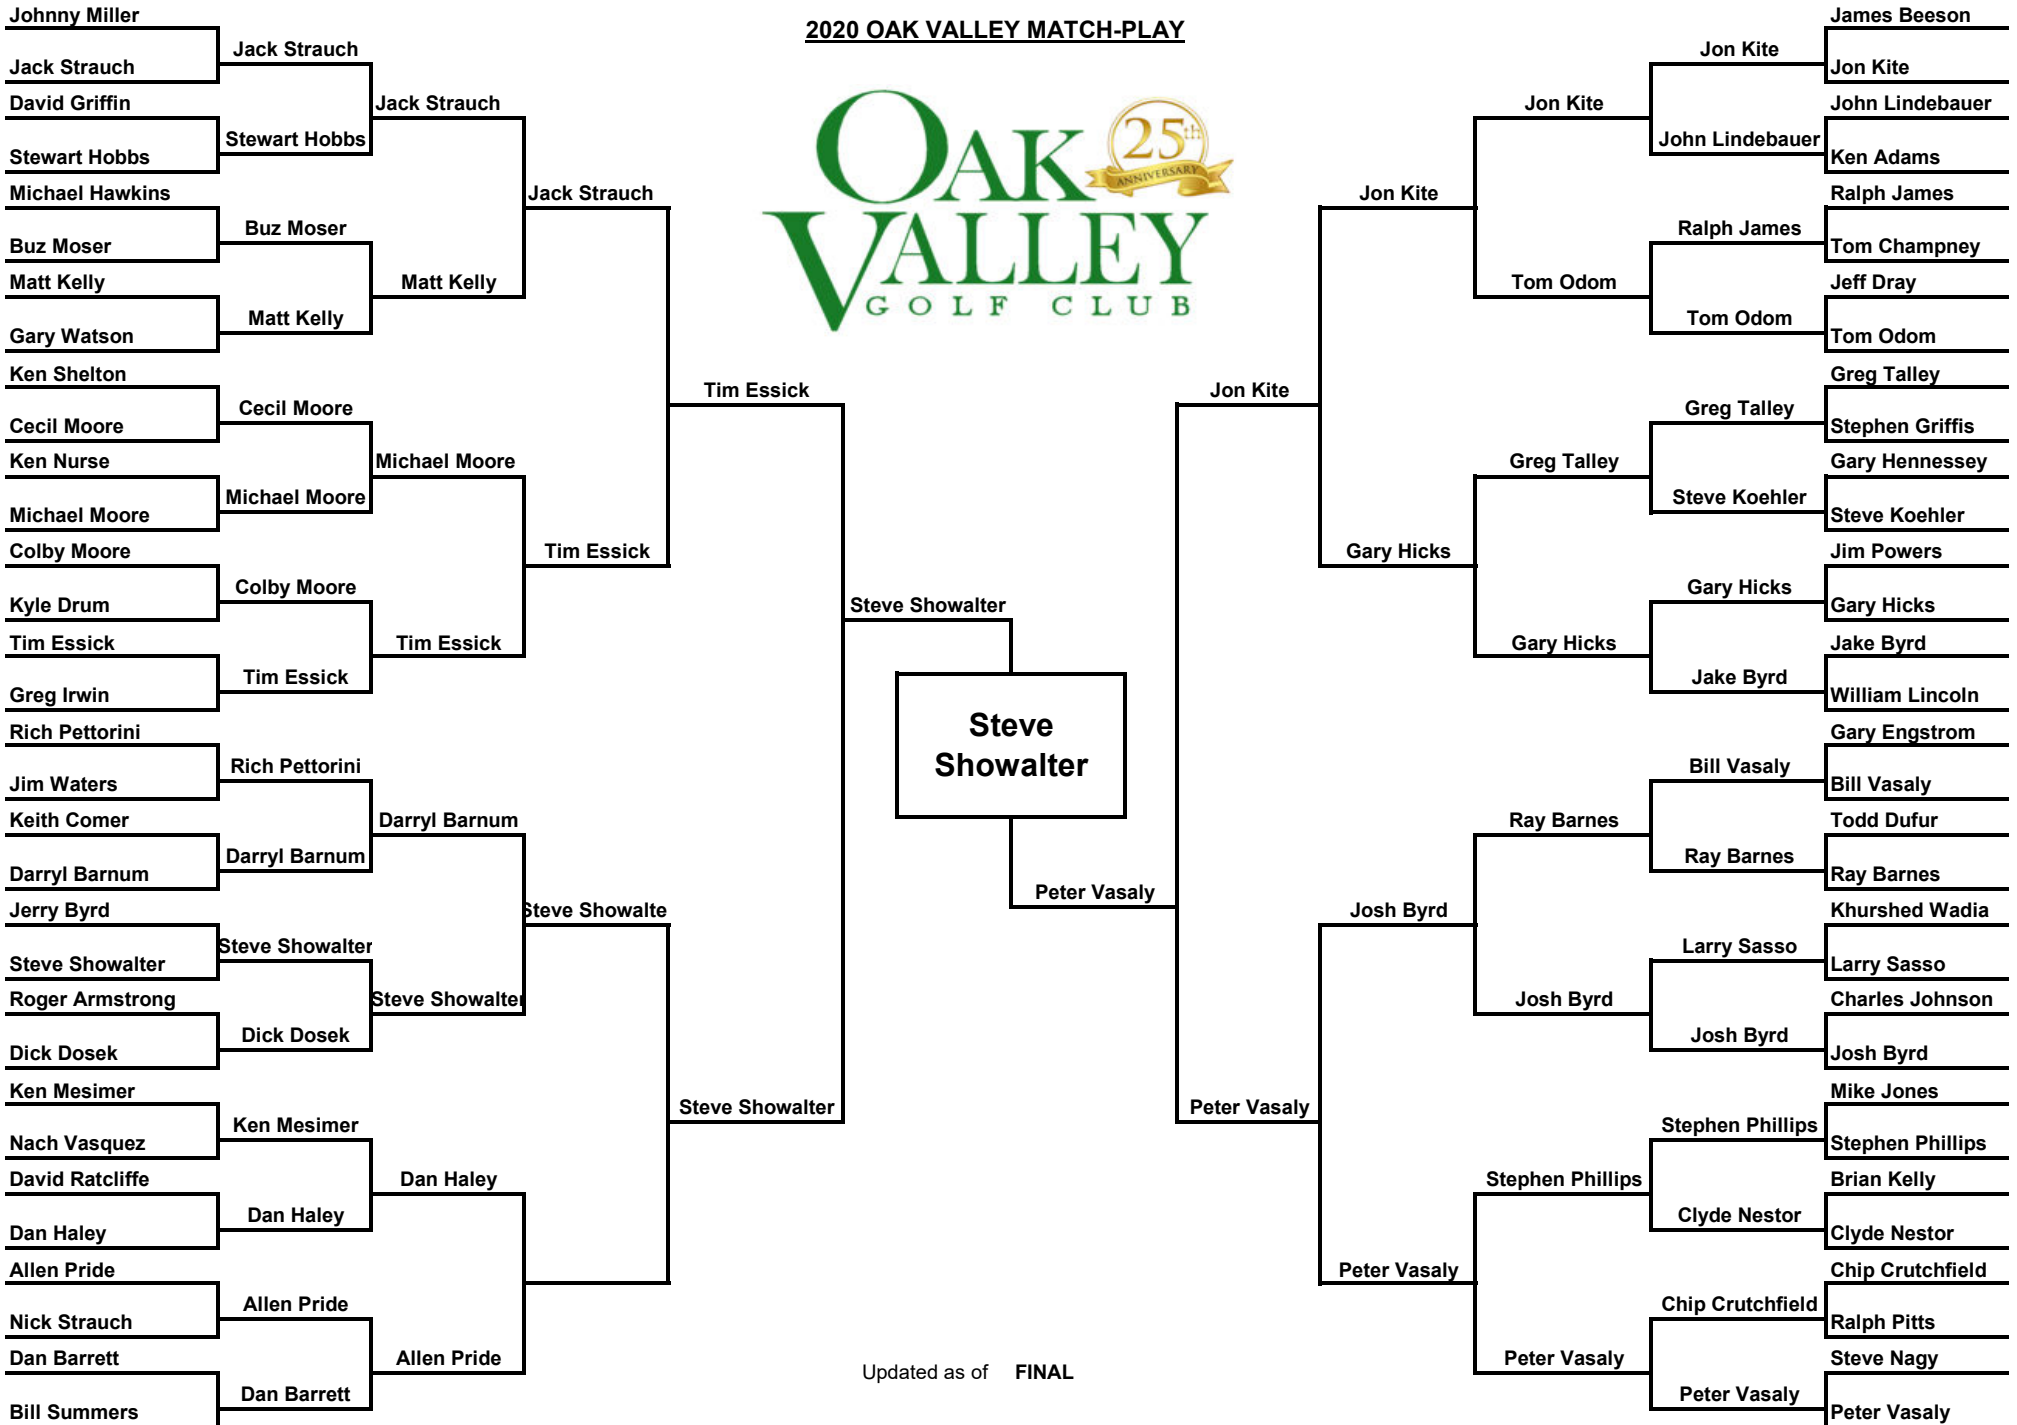 2020 OAK VALLEY MATCH-PLAY
OAK
VALLEY
GOLF CLUB
25th
ANNIVERSARY
Johnny Miller
Jack Strauch
David Griffin
Stewart Hobbs
Michael Hawkins
Buz Moser
Matt Kelly
Gary Watson
Ken Shelton
Cecil Moore
Ken Nurse
Michael Moore
Colby Moore
Kyle Drum
Tim Essick
Greg Irwin
Rich Pettorini
Jim Waters
Keith Comer
Darryl Barnum
Jerry Byrd
Steve Showalter
Roger Armstrong
Dick Dosek
Ken Mesimer
Nach Vasquez
David Ratcliffe
Dan Haley
Allen Pride
Nick Strauch
Dan Barrett
Bill Summers
Jack Strauch
Stewart Hobbs
Buz Moser
Matt Kelly
Cecil Moore
Michael Moore
Colby Moore
Tim Essick
Rich Pettorini
Darryl Barnum
Steve Showalter
Dick Dosek
Ken Mesimer
Dan Haley
Allen Pride
Dan Barrett
Jack Strauch
Matt Kelly
Michael Moore
Tim Essick
Darryl Barnum
Steve Showalter
Dan Haley
Allen Pride
Jack Strauch
Tim Essick
Steve Showalte
Tim Essick
Steve Showalter
Steve Showalter
Steve
Showalter
Peter Vasaly
Jon Kite
Peter Vasaly
Jon Kite
Gary Hicks
Josh Byrd
Peter Vasaly
Jon Kite
Tom Odom
Greg Talley
Gary Hicks
Ray Barnes
Josh Byrd
Stephen Phillips
Peter Vasaly
Jon Kite
John Lindebauer
Ralph James
Tom Odom
Greg Talley
Steve Koehler
Gary Hicks
Jake Byrd
Bill Vasaly
Ray Barnes
Larry Sasso
Josh Byrd
Stephen Phillips
Clyde Nestor
Chip Crutchfield
Peter Vasaly
James Beeson
Jon Kite
John Lindebauer
Ken Adams
Ralph James
Tom Champney
Jeff Dray
Tom Odom
Greg Talley
Stephen Griffis
Gary Hennessey
Steve Koehler
Jim Powers
Gary Hicks
Jake Byrd
William Lincoln
Gary Engstrom
Bill Vasaly
Todd Dufur
Ray Barnes
Khurshed Wadia
Larry Sasso
Charles Johnson
Josh Byrd
Mike Jones
Stephen Phillips
Brian Kelly
Clyde Nestor
Chip Crutchfield
Ralph Pitts
Steve Nagy
Peter Vasaly
Updated as of FINAL